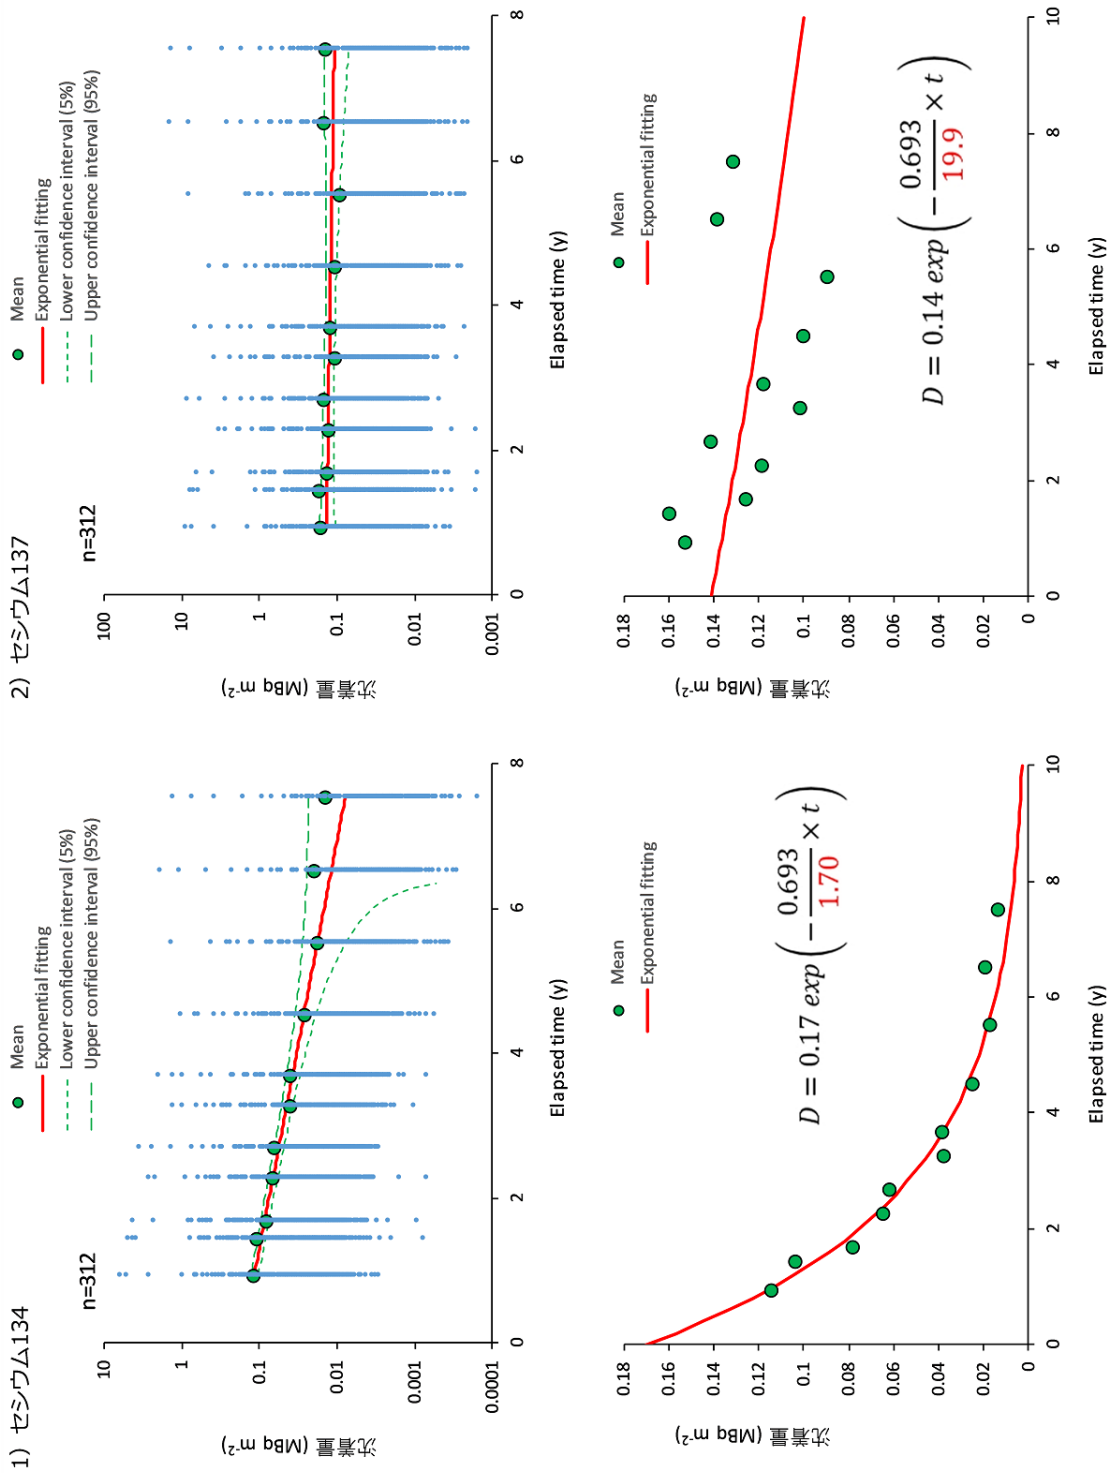 1）セシウム134
Mean
Exponential fitting
Lower confidence interval (5%)
Upper confidence interval (95%)
n=312
10
1
0.1
0.01
0.001
0.0001
沈着量 (MBq m⁻²)
0
2
4
6
8
Elapsed time (y)
2）セシウム137
Mean
Exponential fitting
Lower confidence interval (5%)
Upper confidence interval (95%)
n=312
100
10
1
0.1
0.01
0.001
沈着量 (MBq m⁻²)
0
2
4
6
8
Elapsed time (y)
Mean
Exponential fitting
D = 0.17 exp(−0.693/1.70 × t)
0.18
0.16
0.14
0.12
0.1
0.08
0.06
0.04
0.02
0
沈着量 (MBq m⁻²)
0
2
4
6
8
10
Elapsed time (y)
Mean
Exponential fitting
D = 0.14 exp(−0.693/19.9 × t)
0.18
0.16
0.14
0.12
0.1
0.08
0.06
0.04
0.02
0
沈着量 (MBq m⁻²)
0
2
4
6
8
10
Elapsed time (y)